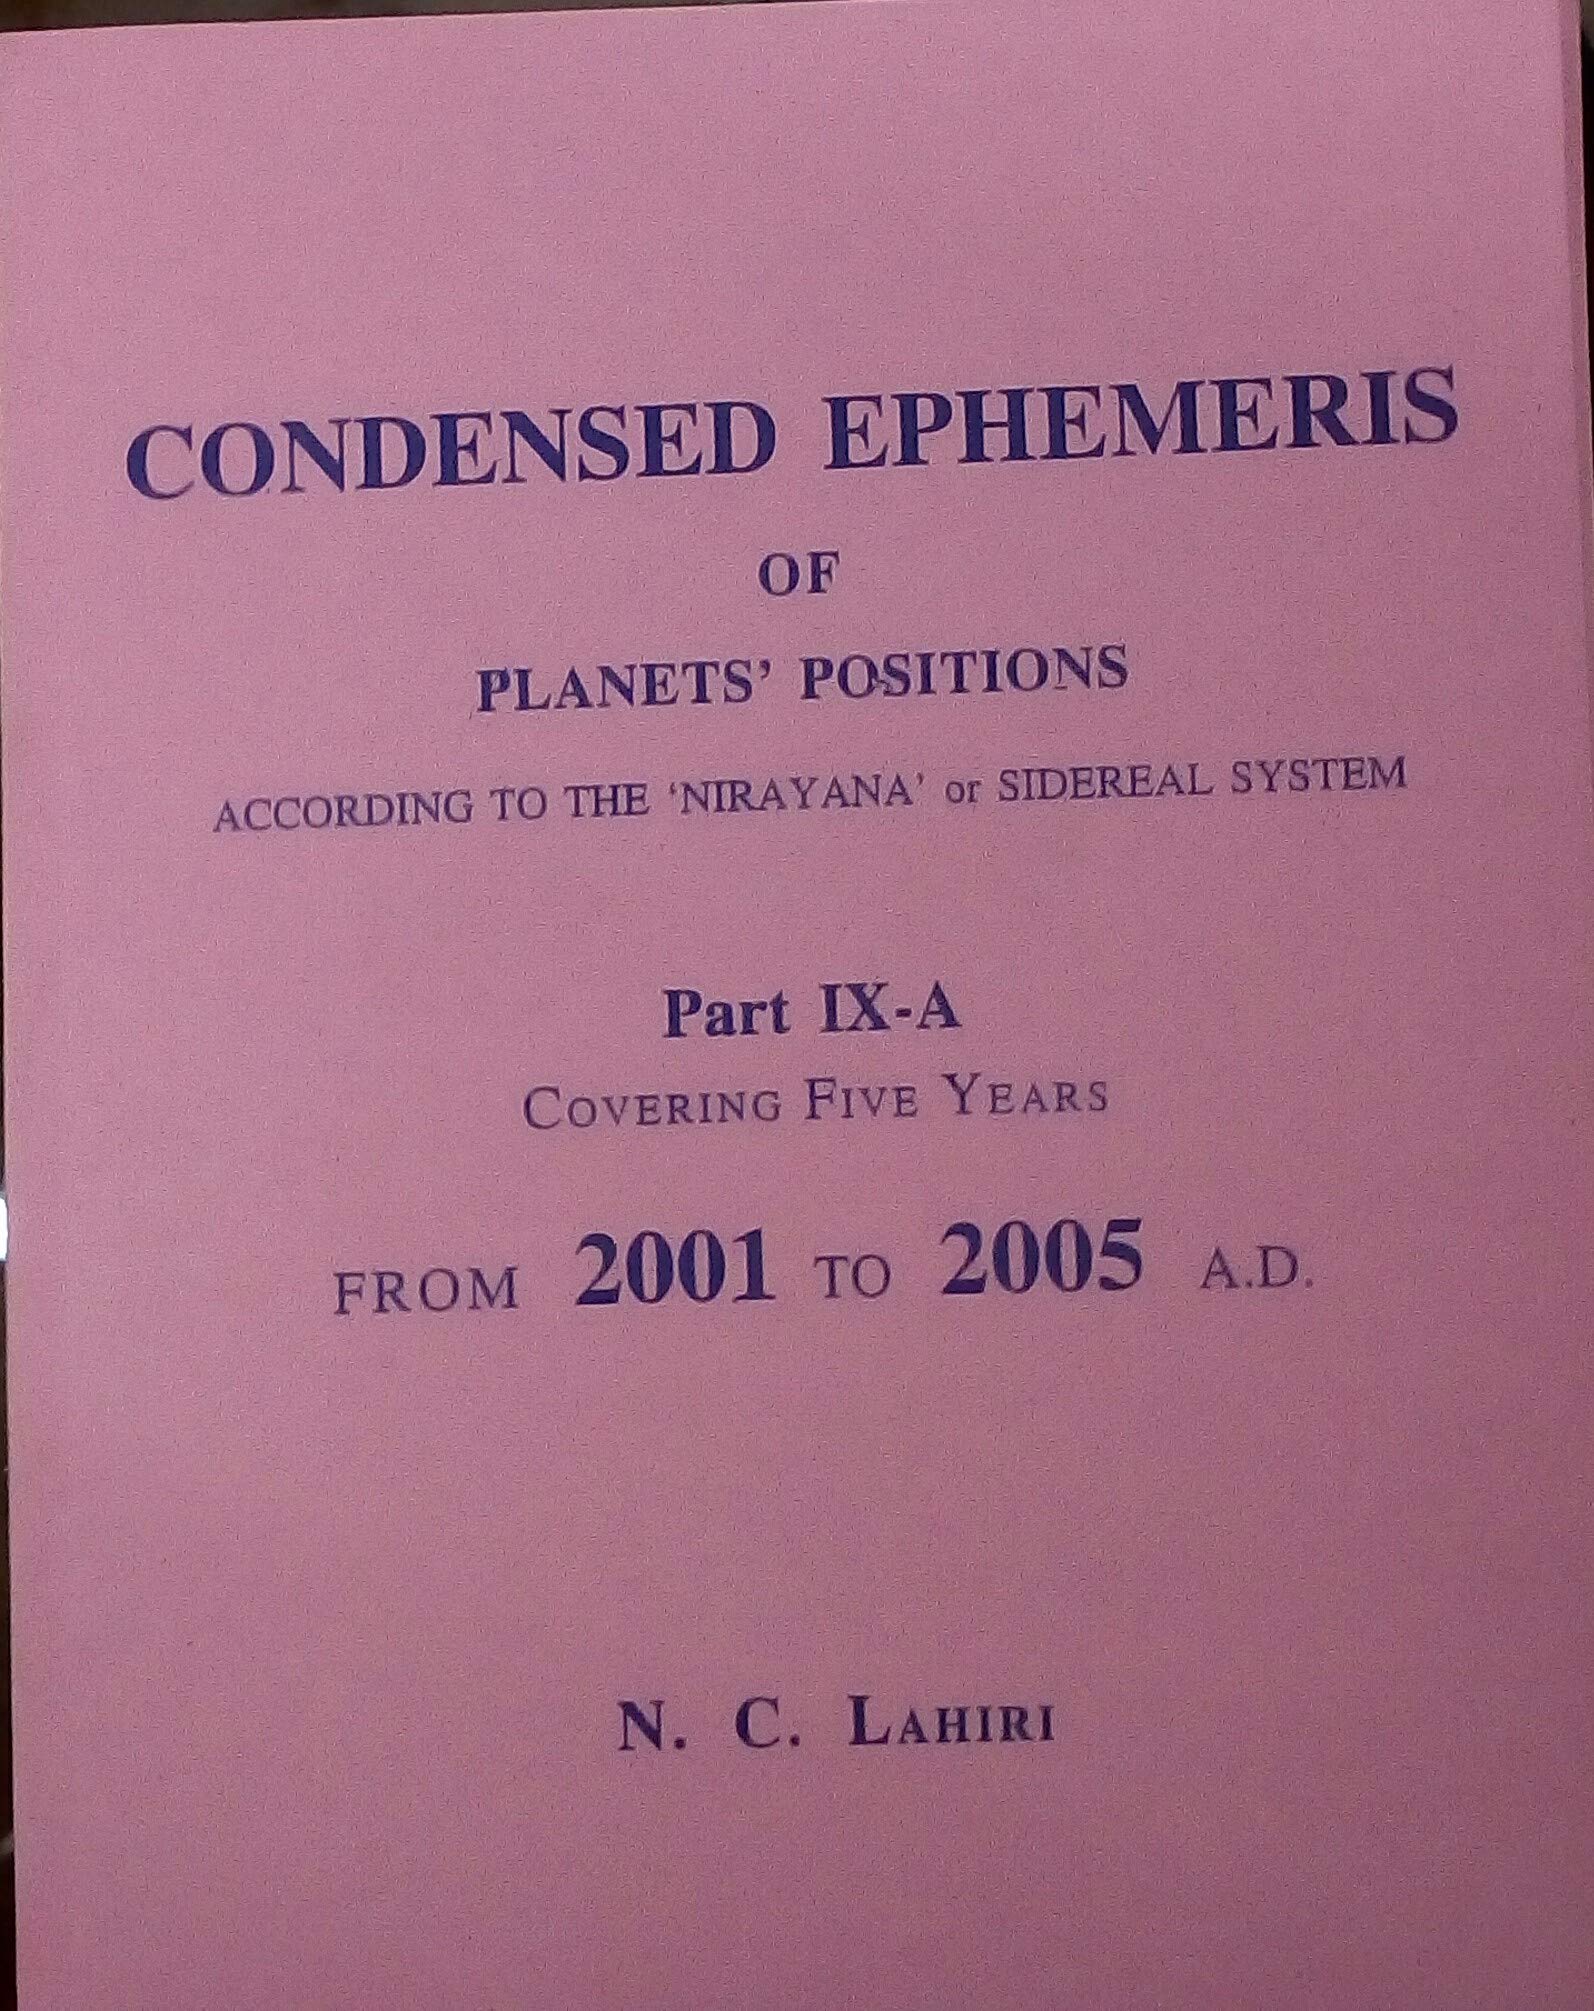 CONDENSED EPHEMERIS
OF
PLANETS' POSITIONS
ACCORDING TO THE 'NIRAYANA' or SIDEREAL SYSTEM
Part IX-A
COVERING FIVE YEARS
FROM 2001 TO 2005 A.D.
N. C. LAHIRI